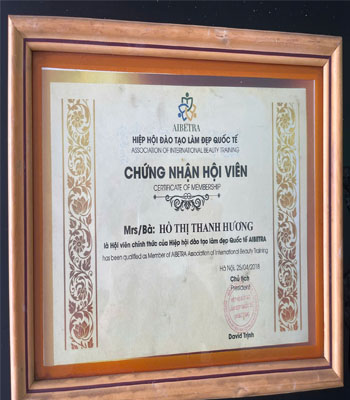 AIBETRA
HIỆP HỘI ĐÀO TẠO LÀM ĐẸP QUỐC TẾ
ASSOCIATION OF INTERNATIONAL BEAUTY TRAINING
CHỨNG NHẬN HỘI VIÊN
CERTIFICATE OF MEMBERSHIP
Mrs/Bà: HỒ THỊ THANH HƯƠNG
là Hội viên chính thức của Hiệp hội đào tạo làm đẹp Quốc tế AIBETRA
has been qualified as Member of AIBETRA Association of International Beauty Training
Hà Nội, 25/04/2018
Chủ tịch
President
David Trịnh